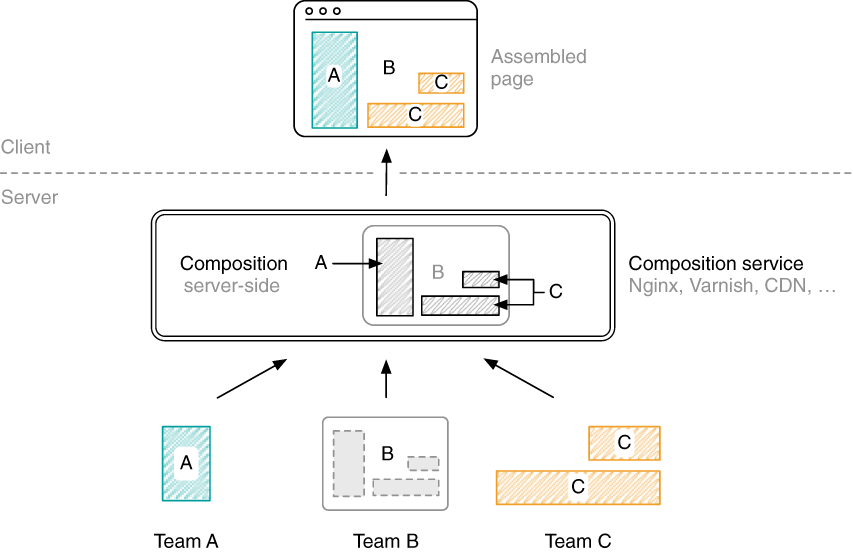 A
B
C
C
Assembled
page
Client
Server
Composition
server-side
A
B
C
Composition service
Nginx, Varnish, CDN, …
A
B
C
C
Team A
Team B
Team C